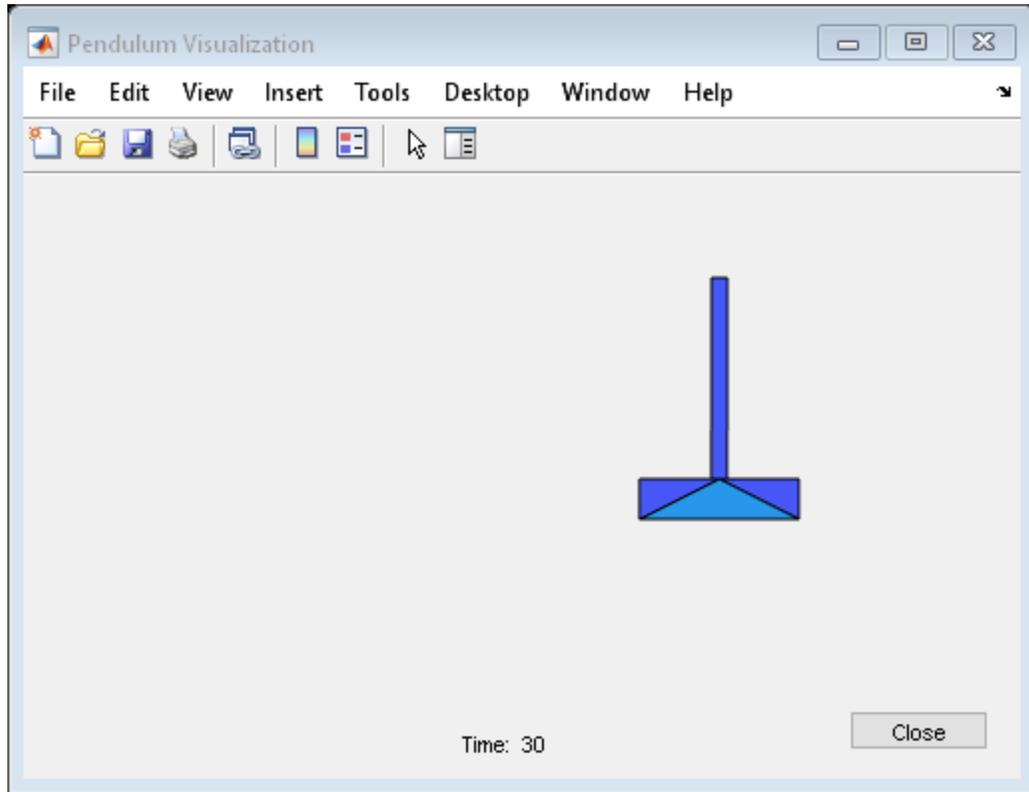 Pendulum Visualization
File Edit View Insert Tools Desktop Window Help
Time: 30
Close